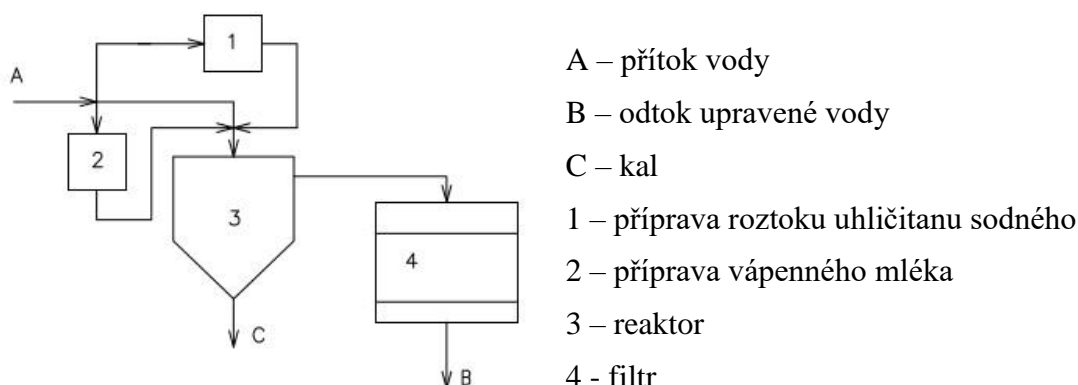 1
A
2
3
4
C
B
A – přítok vody
B – odtok upravené vody
C – kal
1 – příprava roztoku uhličitanu sodného
2 – příprava vápenného mléka
3 – reaktor
4 - filtr